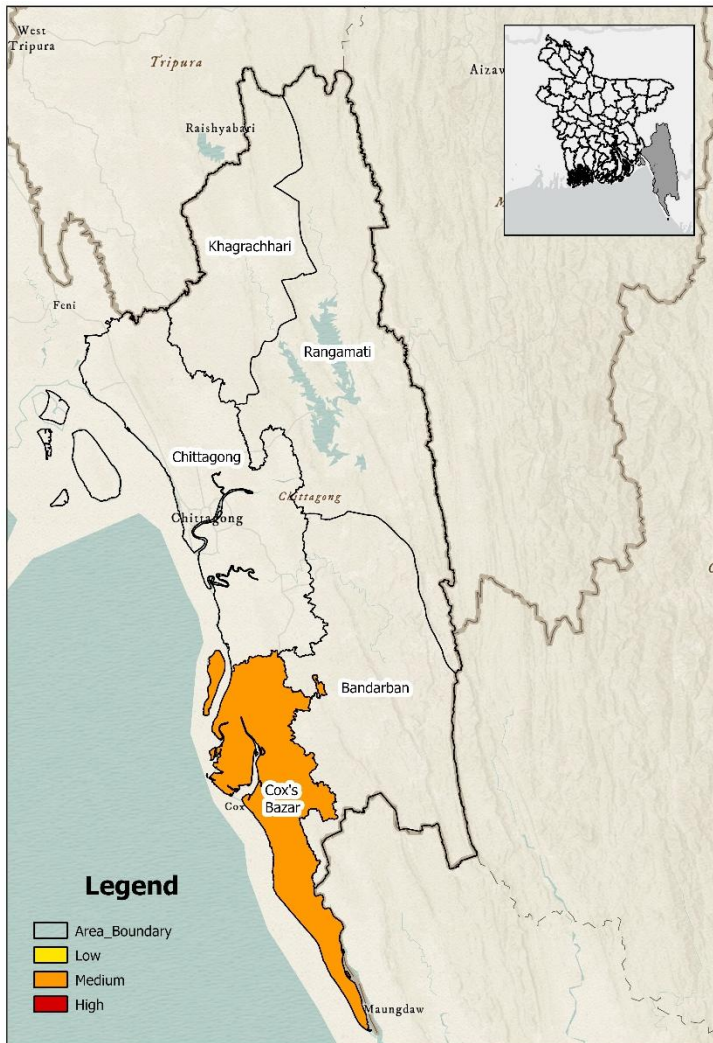 West
Tripura
Tripura
Aizaw
Raishyabari
Khagrachhari
Feni
Rangamati
Chittagong
Chittagong
Chittagong
Bandarban
Cox's
Bazar
Cox
Legend
Area_Boundary
Low
Medium
High
Maungdaw